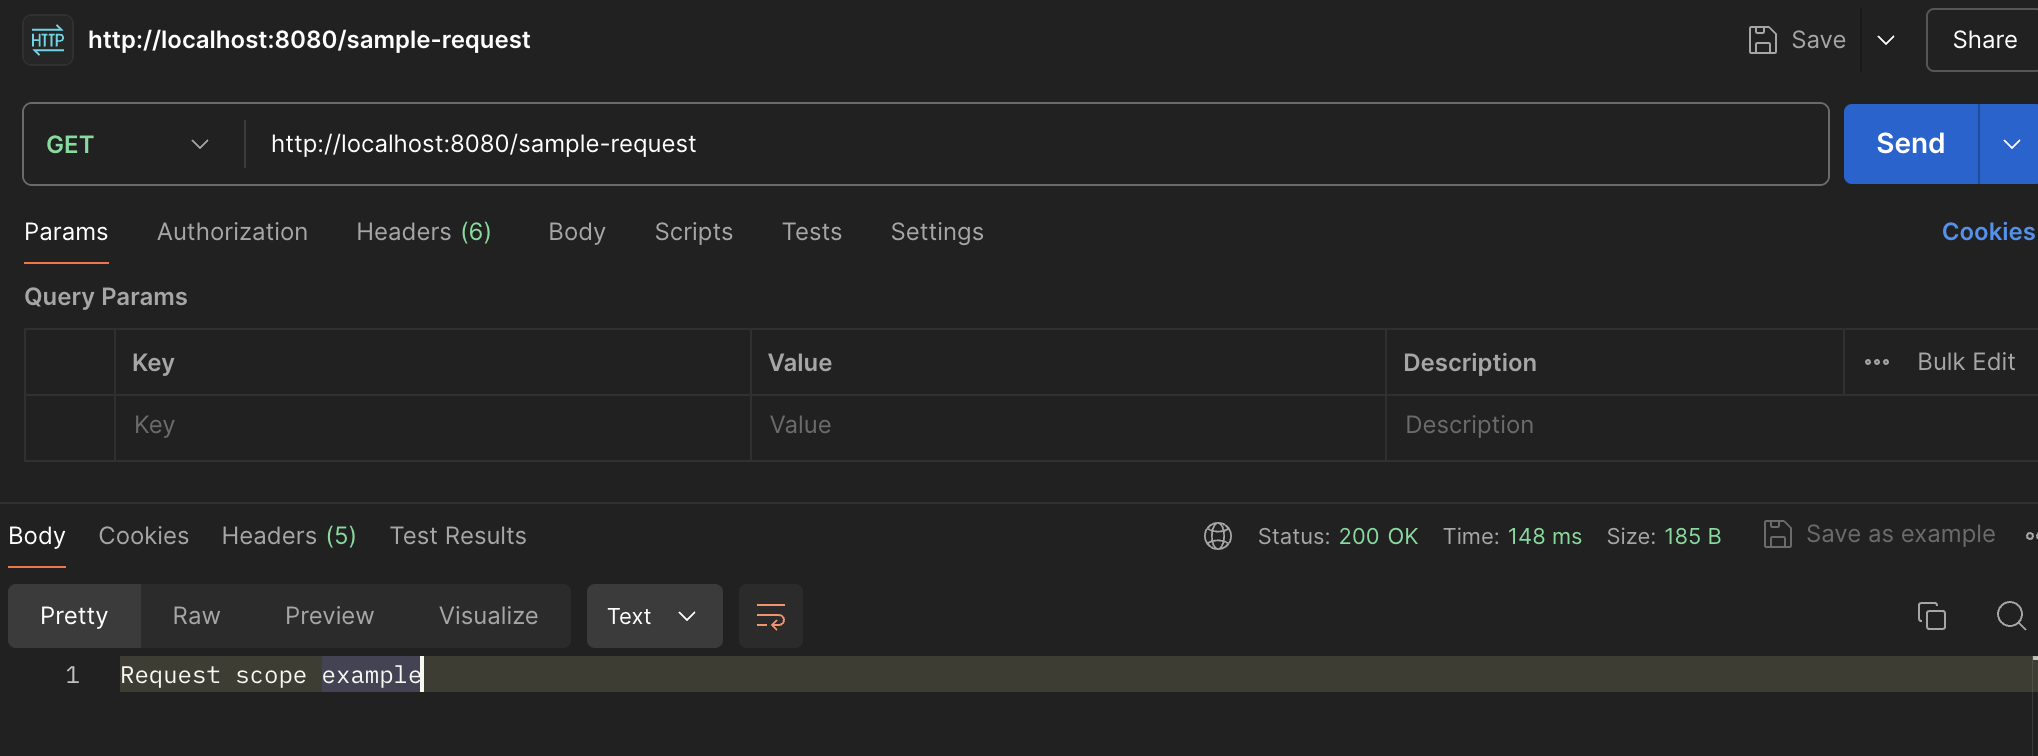 HTTP http://localhost:8080/sample-request Save Share
GET http://localhost:8080/sample-request Send
Params Authorization Headers (6) Body Scripts Tests Settings Cookies
Query Params
Key Value Description Bulk Edit
Key Value Description
Body Cookies Headers (5) Test Results Status: 200 OK Time: 148 ms Size: 185 B Save as example
Pretty Raw Preview Visualize Text
1 Request scope example